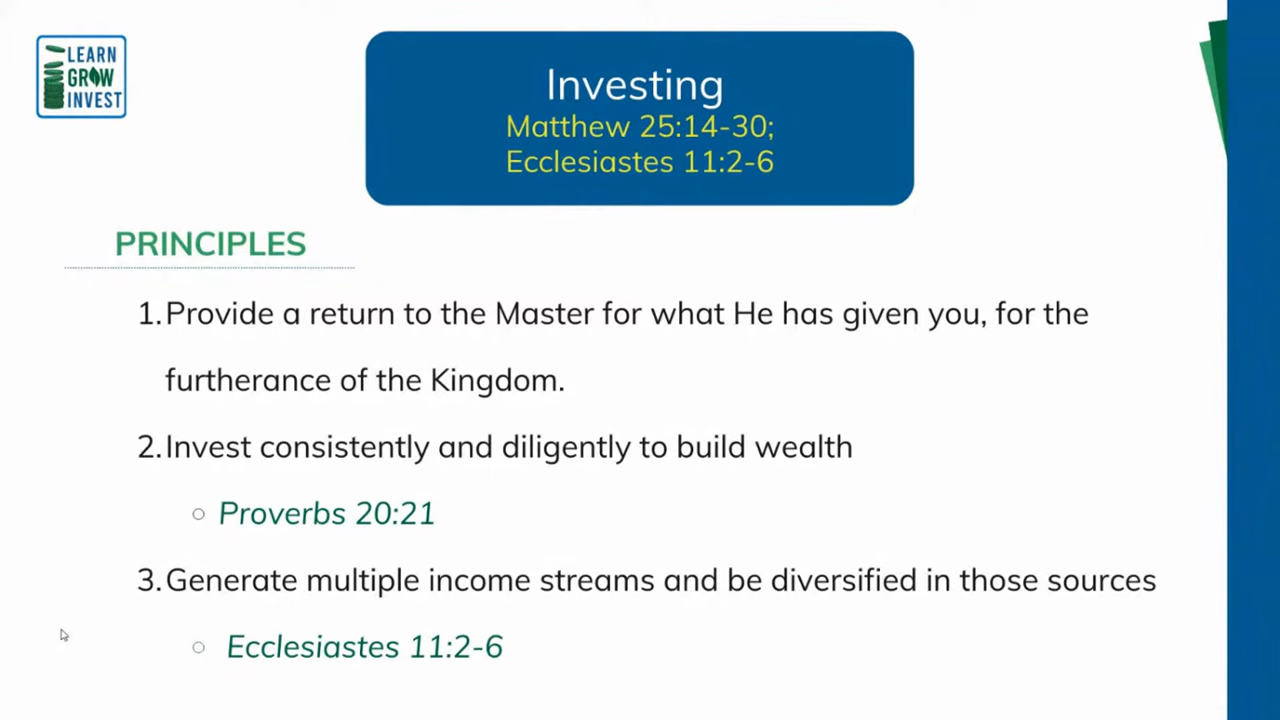 LEARN
GROW
INVEST
Investing
Matthew 25:14-30;
Ecclesiastes 11:2-6
PRINCIPLES
1. Provide a return to the Master for what He has given you, for the
furtherance of the Kingdom.
2. Invest consistently and diligently to build wealth
○ Proverbs 20:21
3. Generate multiple income streams and be diversified in those sources
○ Ecclesiastes 11:2-6